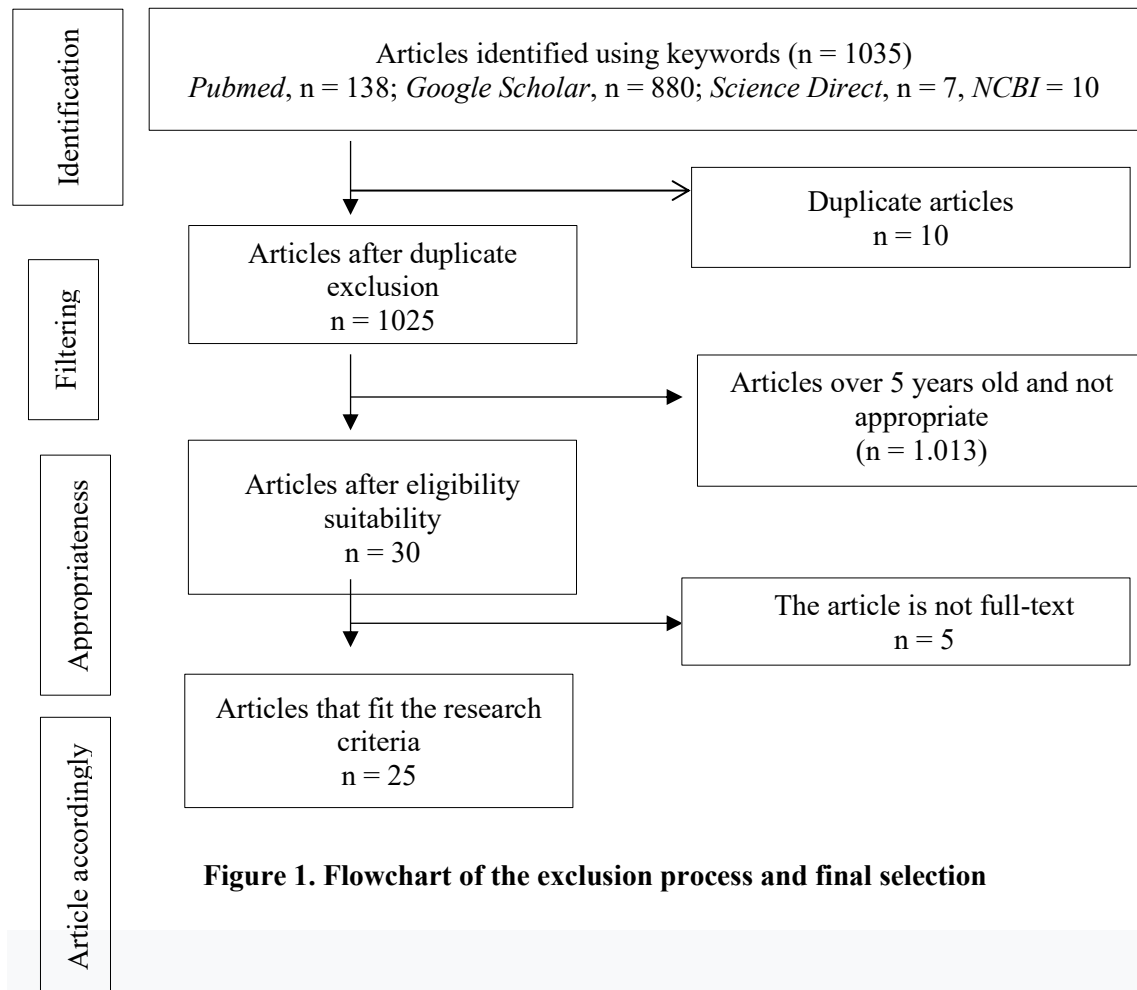 Identification
Articles identified using keywords (n = 1035)
Pubmed, n = 138; Google Scholar, n = 880; Science Direct, n = 7, NCBI = 10
Duplicate articles
n = 10
Filtering
Articles after duplicate
exclusion
n = 1025
Articles over 5 years old and not
appropriate
(n = 1.013)
Appropriateness
Articles after eligibility
suitability
n = 30
The article is not full-text
n = 5
Article accordingly
Articles that fit the research
criteria
n = 25
Figure 1. Flowchart of the exclusion process and final selection